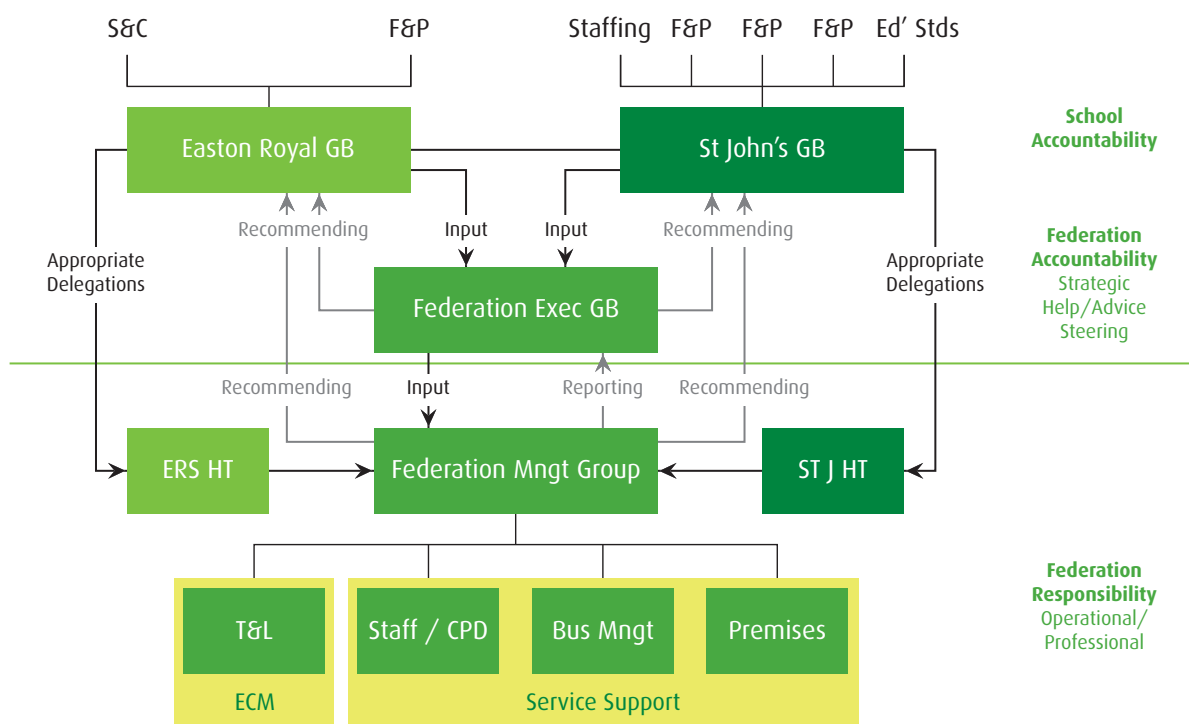 S&C
F&P
Staffing
F&P
F&P
F&P
Ed' Stds
Easton Royal GB
St John's GB
School
Accountability
Recommending
Input
Input
Recommending
Appropriate
Delegations
Appropriate
Delegations
Federation
Accountability
Strategic
Help/Advice
Steering
Federation Exec GB
Recommending
Input
Reporting
Recommending
ERS HT
Federation Mngt Group
ST J HT
T&L
Staff / CPD
Bus Mngt
Premises
Federation
Responsibility
Operational/
Professional
ECM
Service Support